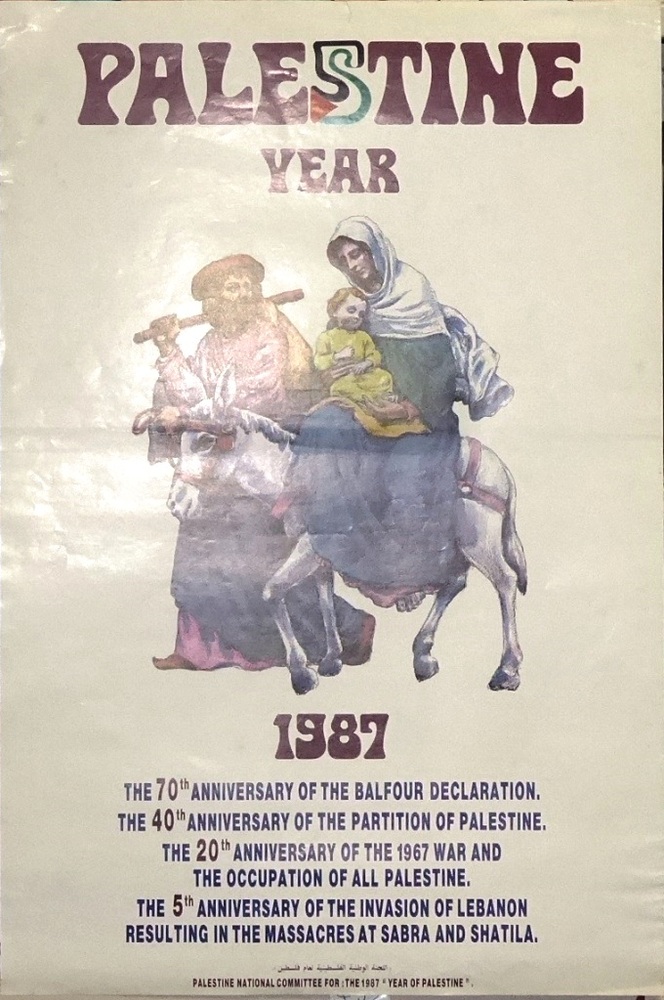 PALESTINE
YEAR
1987
THE 70th ANNIVERSARY OF THE BALFOUR DECLARATION.
THE 40th ANNIVERSARY OF THE PARTITION OF PALESTINE.
THE 20th ANNIVERSARY OF THE 1967 WAR AND
THE OCCUPATION OF ALL PALESTINE.
THE 5th ANNIVERSARY OF THE INVASION OF LEBANON
RESULTING IN THE MASSACRES AT SABRA AND SHATILA.
اللجنة الوطنية الفلسطينية لعام فلسطين
PALESTINE NATIONAL COMMITTEE FOR :THE 1987 " YEAR OF PALESTINE ".